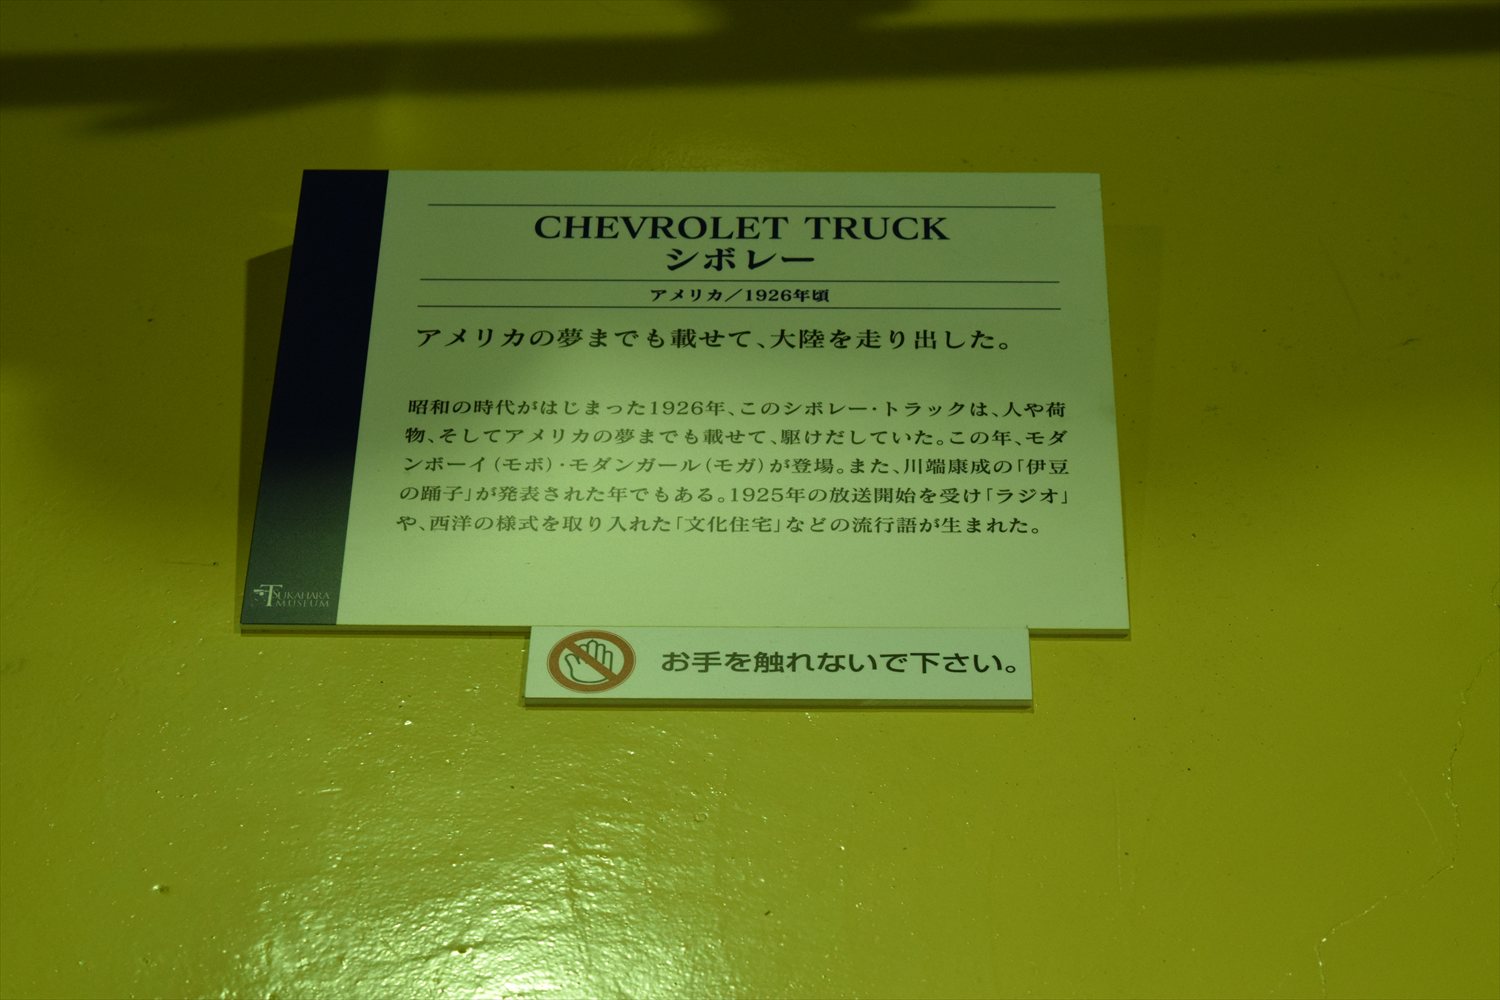 CHEVROLET TRUCK
シボレー
アメリカ／1926年頃
アメリカの夢までも載せて、大陸を走り出した。
昭和の時代がはじまった1926年、このシボレー・トラックは、人や荷
物、そしてアメリカの夢までも載せて、駆けだしていた。この年、モダ
ンボーイ（モボ）・モダンガール（モガ）が登場。また、川端康成の「伊豆
の踊子」が発表された年でもある。1925年の放送開始を受け「ラジオ」
や、西洋の様式を取り入れた「文化住宅」などの流行語が生まれた。
TSUKAHARA
MUSEUM
お手を触れないで下さい。